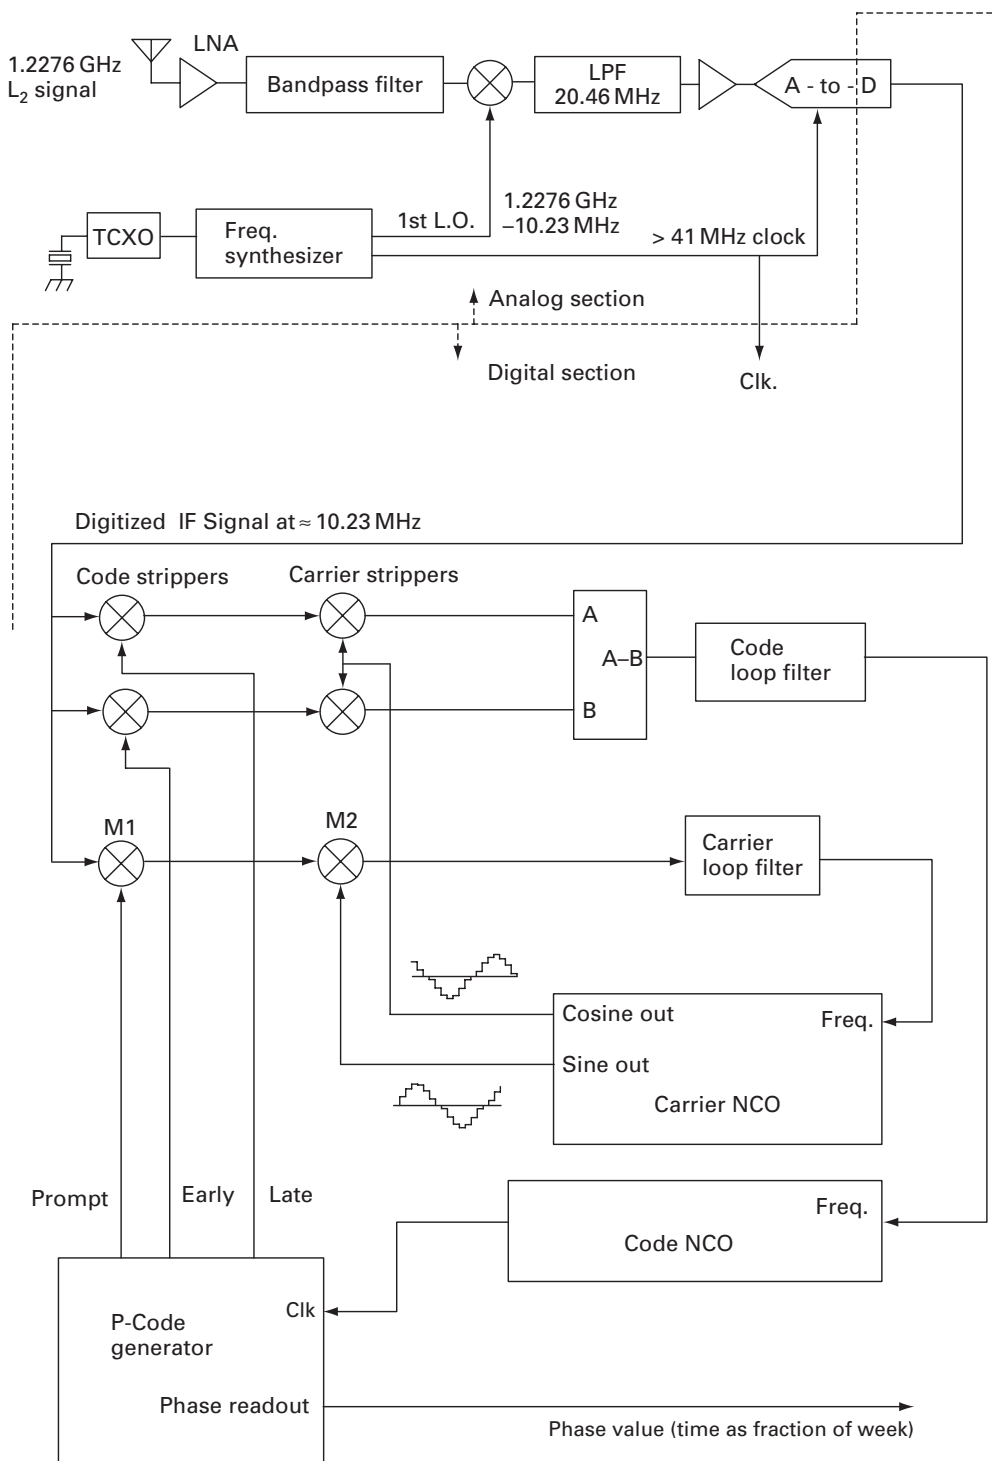 LNA
1.2276 GHz
L2 signal
Bandpass filter
LPF
20.46 MHz
A - to - D
TCXO
Freq.
synthesizer
1st L.O.
1.2276 GHz
–10.23 MHz
> 41 MHz clock
Analog section
Digital section
Clk.
Digitized IF Signal at ≈ 10.23 MHz
Code strippers
Carrier strippers
A
A–B
B
Code
loop filter
M1
M2
Carrier
loop filter
Cosine out
Freq.
Sine out
Carrier NCO
Prompt
Early
Late
Freq.
Code NCO
Clk
P-Code
generator
Phase readout
Phase value (time as fraction of week)